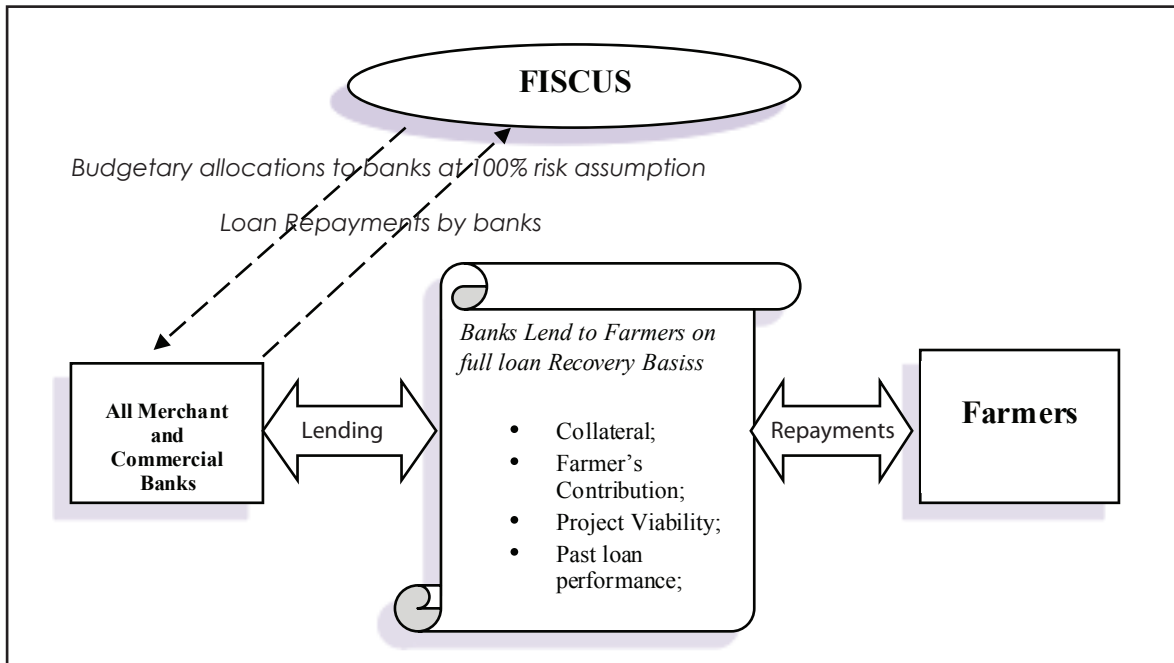 FISCUS
Budgetary allocations to banks at 100% risk assumption
Loan Repayments by banks
All Merchant
and
Commercial
Banks
Lending
Banks Lend to Farmers on
full loan Recovery Basiss
• Collateral;
• Farmer’s
Contribution;
• Project Viability;
• Past loan
performance;
Repayments
Farmers